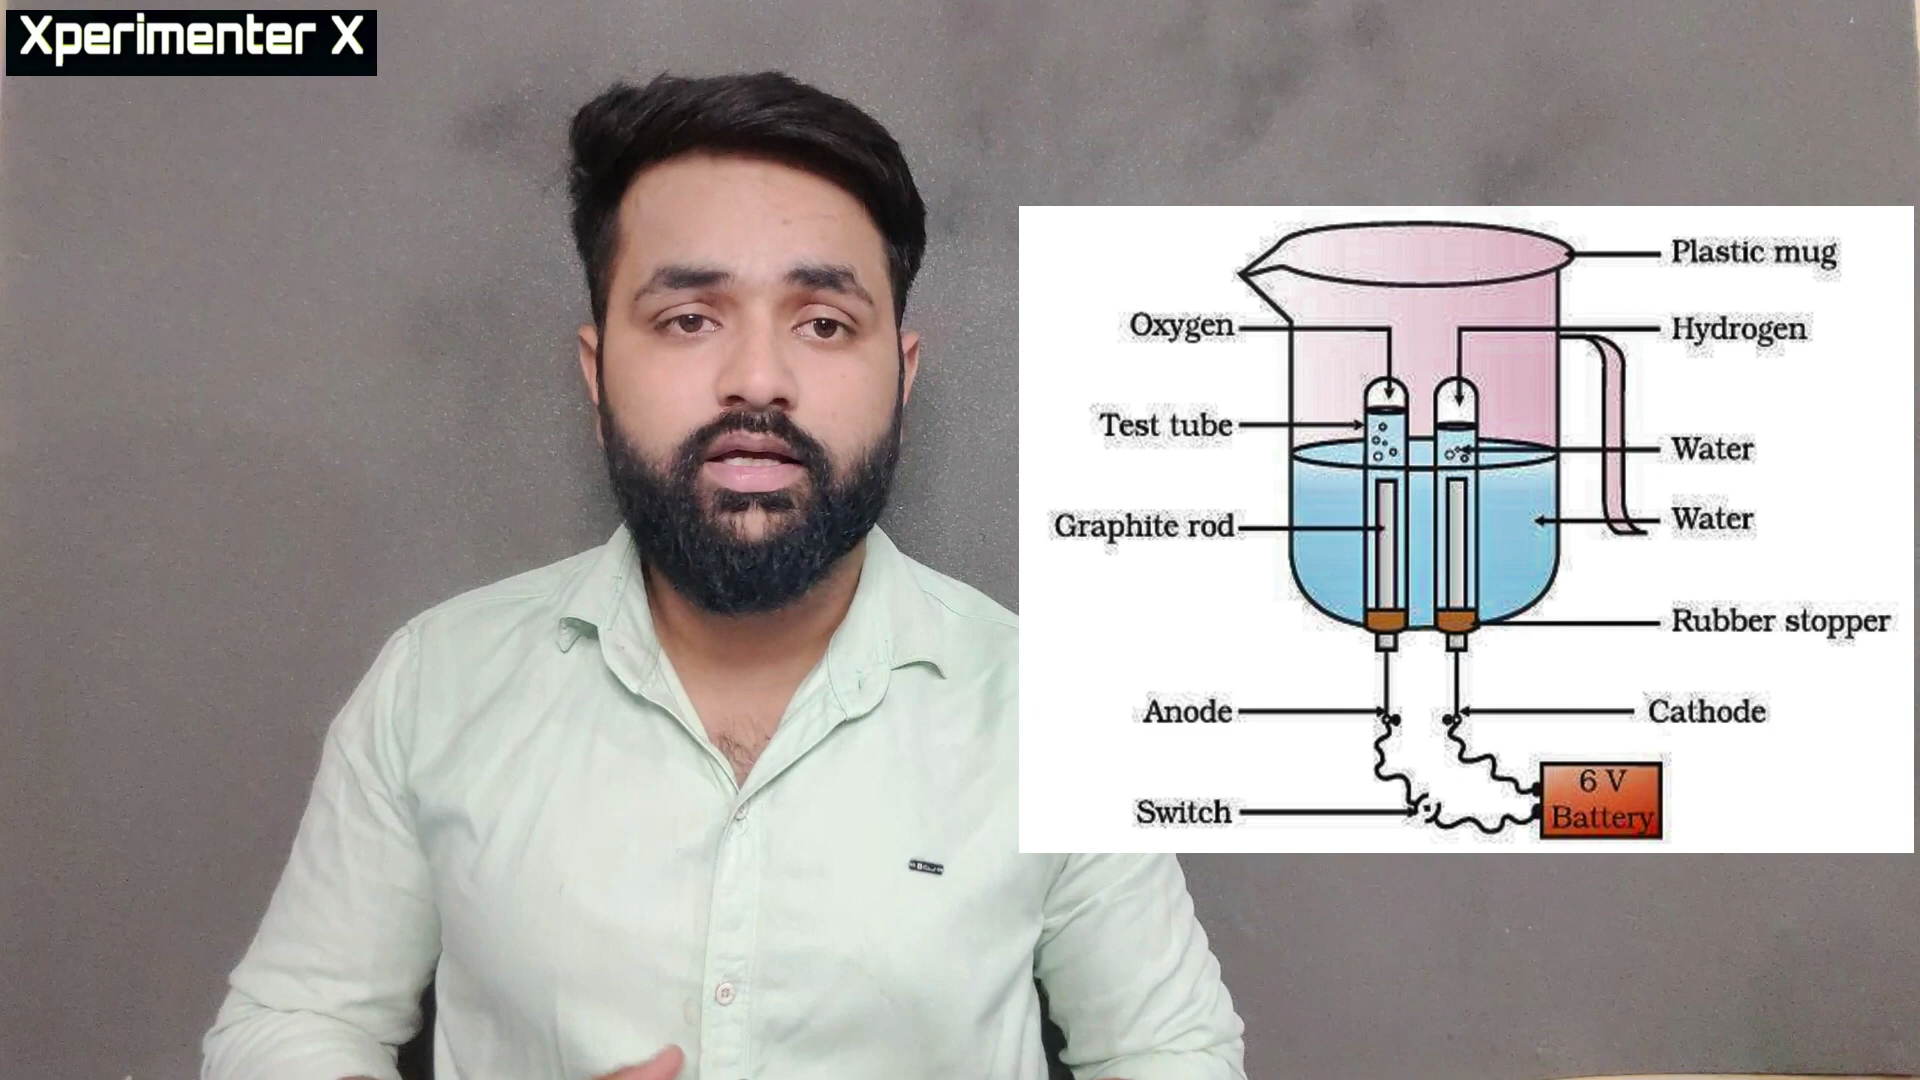 Xperimenter X
Plastic mug
Oxygen
Hydrogen
Test tube
Water
Graphite rod
Water
Rubber stopper
Anode
Cathode
6 V
Battery
Switch